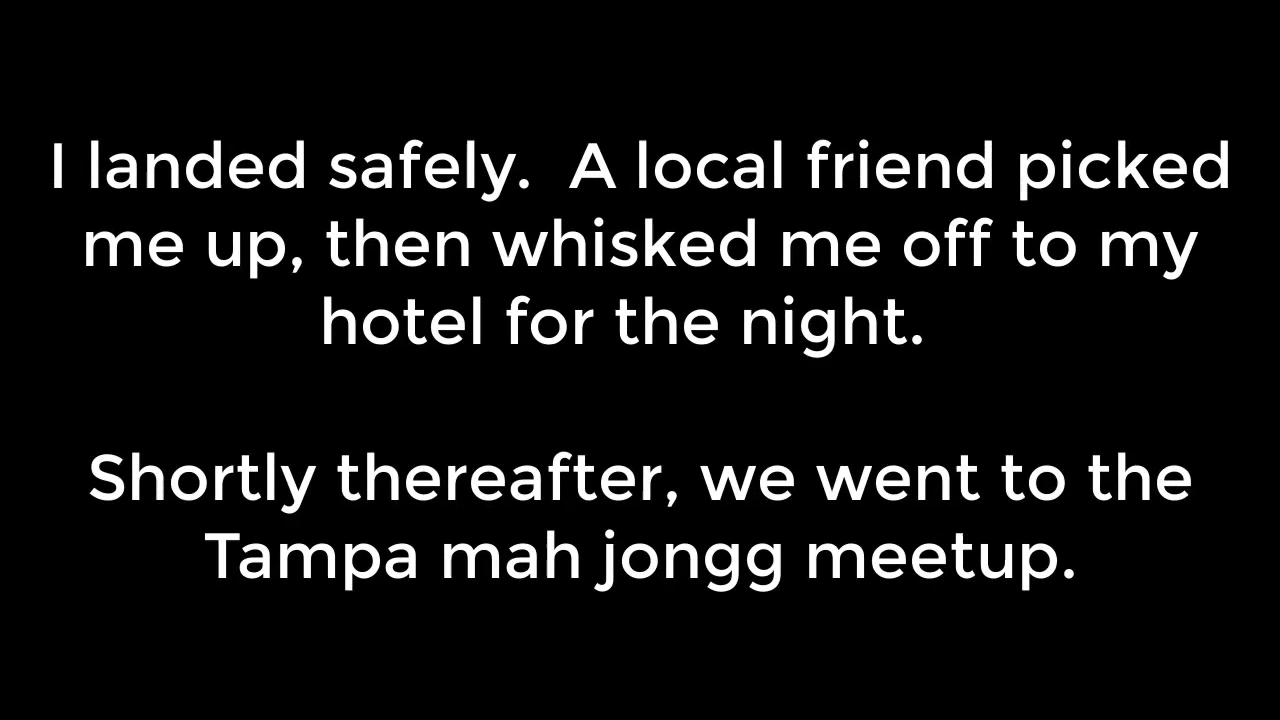 I landed safely.  A local friend picked
me up, then whisked me off to my
hotel for the night.
Shortly thereafter, we went to the
Tampa mah jongg meetup.